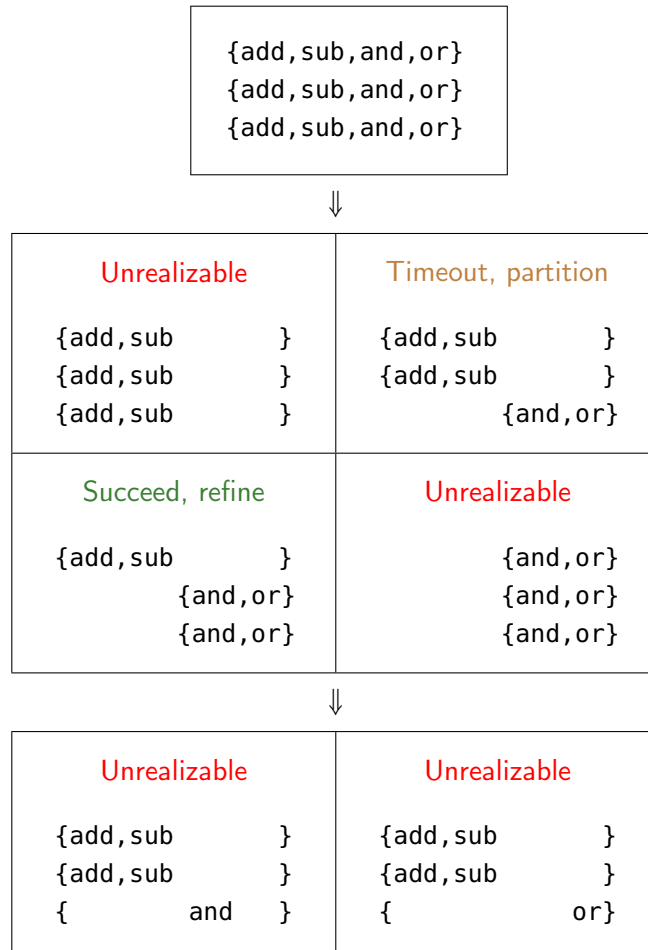 {add,sub,and,or}
{add,sub,and,or}
{add,sub,and,or}
⇓
Unrealizable
{add,sub }
{add,sub }
{add,sub }
Timeout, partition
{add,sub }
{add,sub }
{and,or}
Succeed, refine
{add,sub }
{and,or}
{and,or}
Unrealizable
{and,or}
{and,or}
{and,or}
⇓
Unrealizable
{add,sub }
{add,sub }
{ and }
Unrealizable
{add,sub }
{add,sub }
{ or}